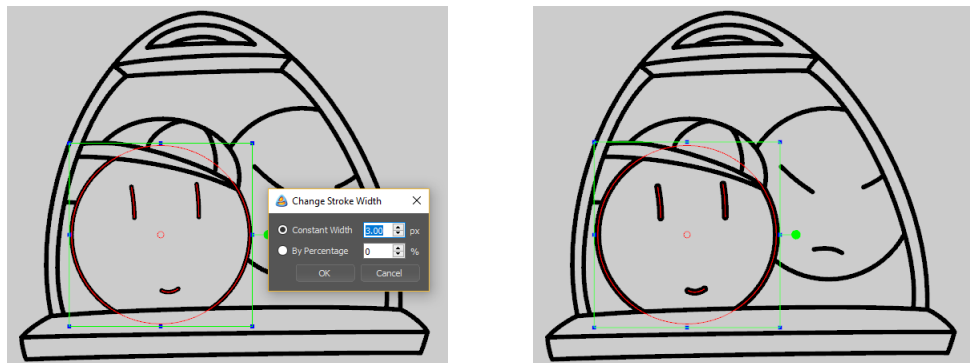 Change Stroke Width
Constant Width 3.00 px
By Percentage 0 %
OK Cancel